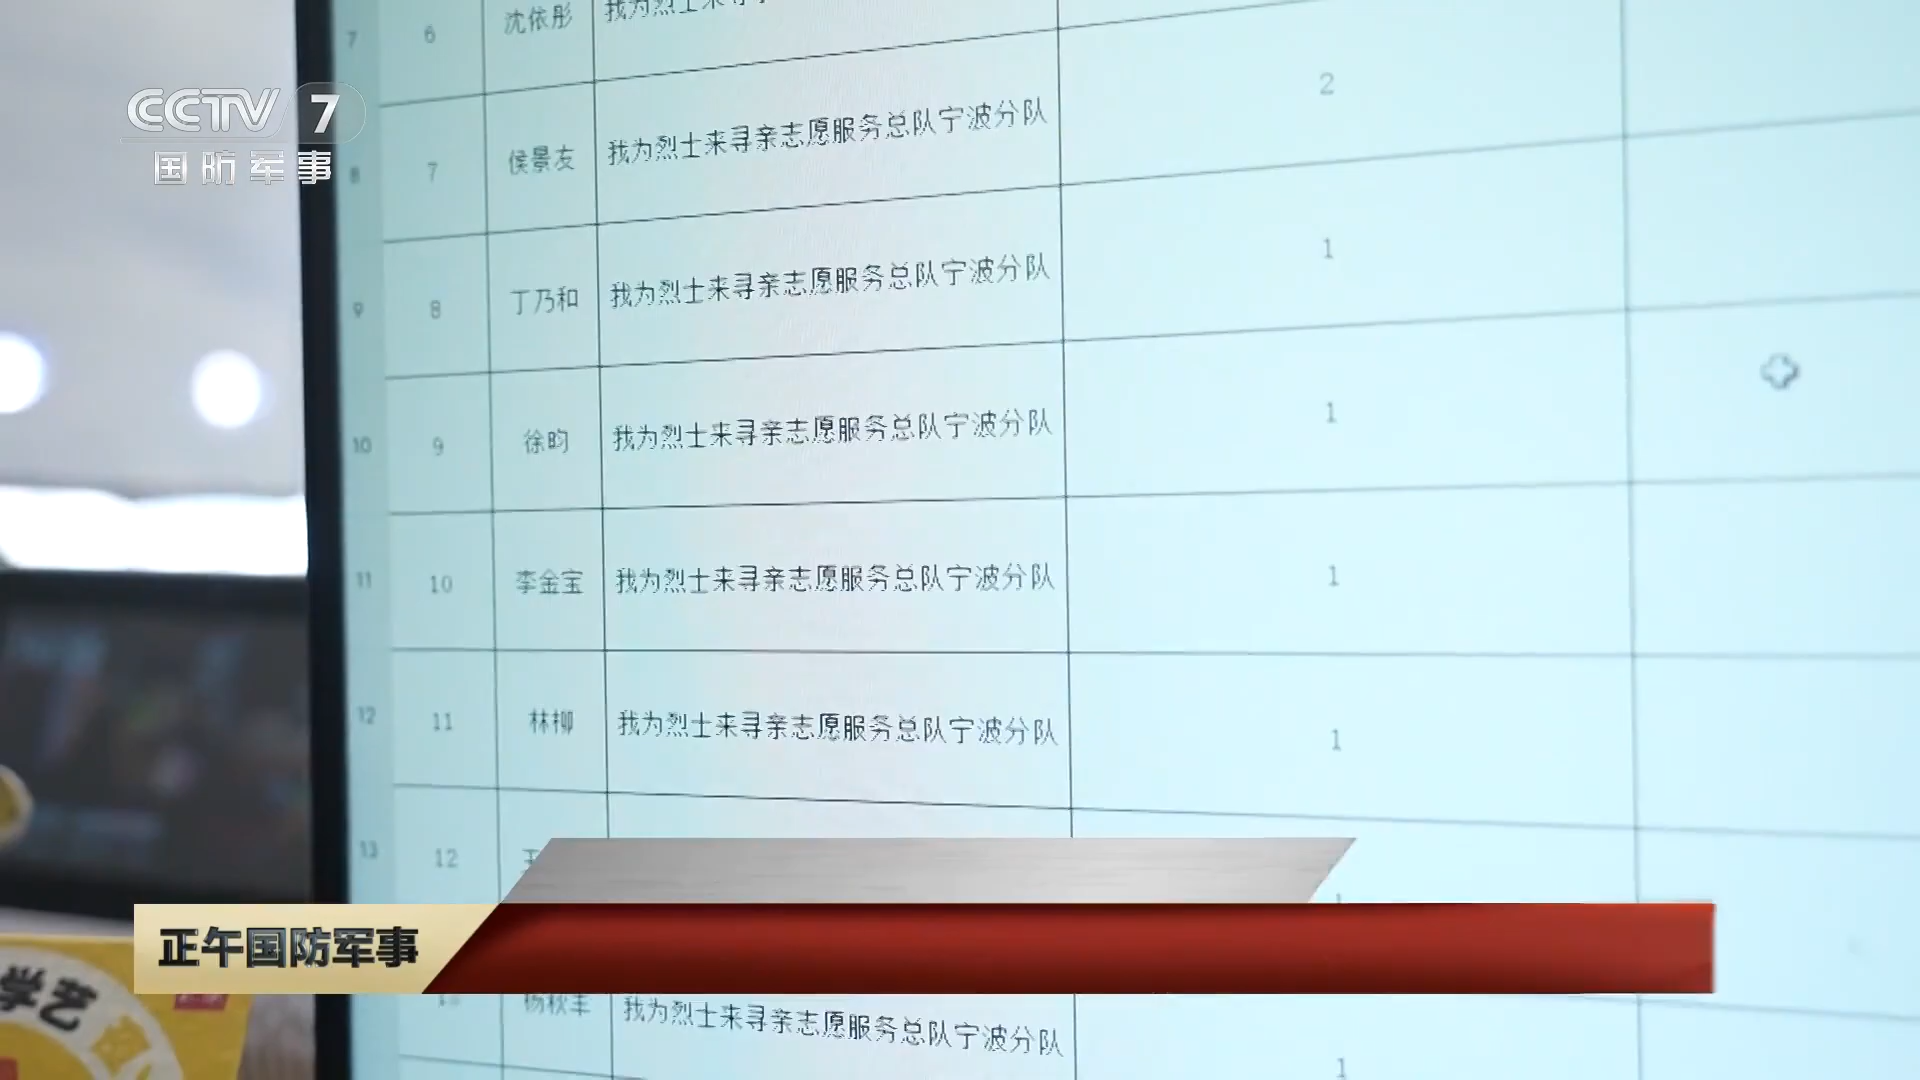 CCTV 7
国防军事
7 6 沈依彤
8 7 侯景友 我为烈士来寻亲志愿服务总队宁波分队 2
9 8 丁乃和 我为烈士来寻亲志愿服务总队宁波分队 1
10 9 徐昀 我为烈士来寻亲志愿服务总队宁波分队 1
11 10 李金宝 我为烈士来寻亲志愿服务总队宁波分队 1
12 11 林柳 我为烈士来寻亲志愿服务总队宁波分队 1
13 12
正午国防军事
我为烈士来寻亲志愿服务总队宁波分队 1
学艺